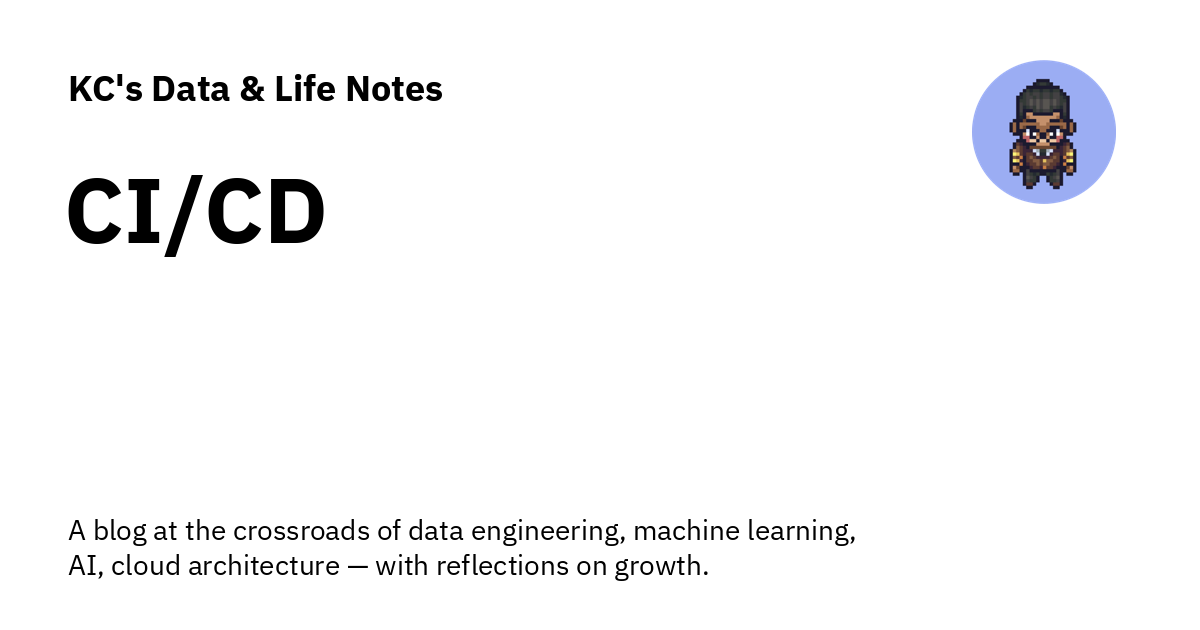 KC's Data & Life Notes
CI/CD
A blog at the crossroads of data engineering, machine learning,
AI, cloud architecture — with reflections on growth.